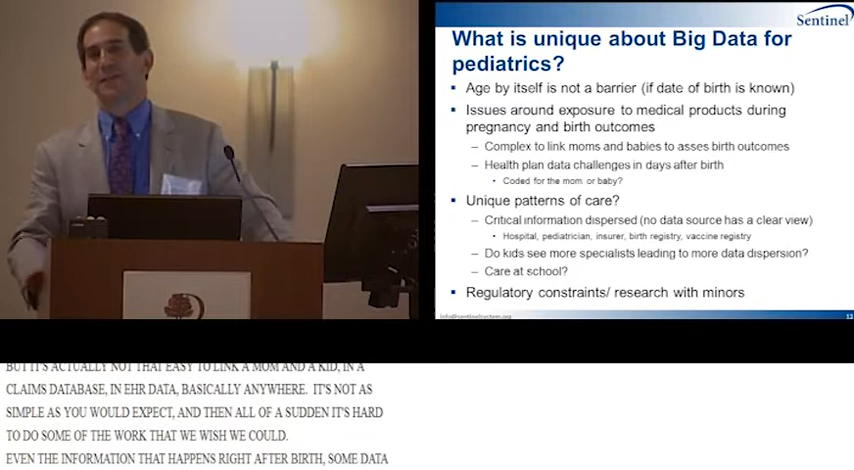 Sentinel
What is unique about Big Data for
pediatrics?
Age by itself is not a barrier (if date of birth is known)
Issues around exposure to medical products during
pregnancy and birth outcomes
– Complex to link moms and babies to asses birth outcomes
– Health plan data challenges in days after birth
• Coded for the mom or baby?
Unique patterns of care?
– Critical information dispersed (no data source has a clear view)
• Hospital, pediatrician, insurer, birth registry, vaccine registry
– Do kids see more specialists leading to more data dispersion?
– Care at school?
Regulatory constraints/ research with minors
info@sentinelsystem.org
12
BUT IT'S ACTUALLY NOT THAT EASY TO LINK A MOM AND A KID, IN A
CLAIMS DATABASE, IN EHR DATA, BASICALLY ANYWHERE. IT'S NOT AS
SIMPLE AS YOU WOULD EXPECT, AND THEN ALL OF A SUDDEN IT'S HARD
TO DO SOME OF THE WORK THAT WE WISH WE COULD.
EVEN THE INFORMATION THAT HAPPENS RIGHT AFTER BIRTH, SOME DATA